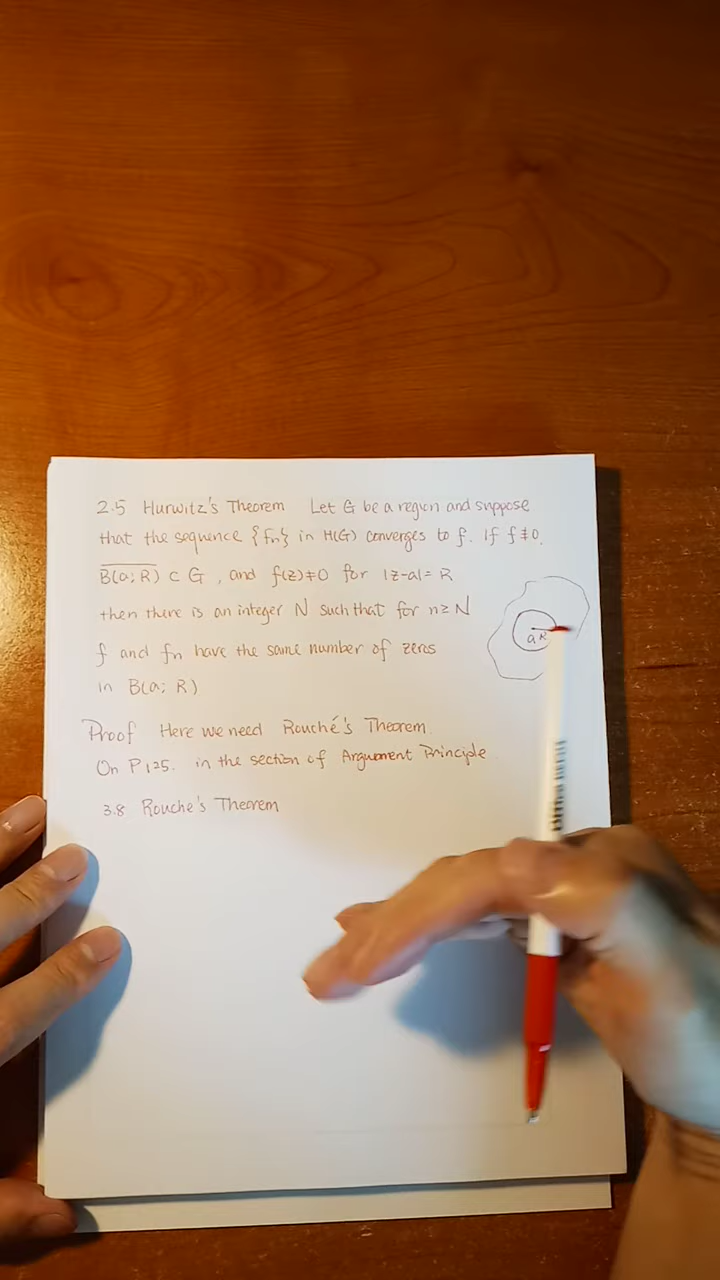 2.5 Hurwitz's Theorem Let G be a region and suppose
that the sequence {fn} in H(G) converges to f. If f≢0,
B̅(̅a̅;̅ ̅R̅)̅ ⊂ G, and f(z)≠0 for |z-a|=R
then there is an integer N such that for n≥N
f and fn have the same number of zeros
in B(a; R)
a R
Proof Here we need Rouché's Theorem
On P125. in the section of Argument Principle
3.8 Rouche's Theorem